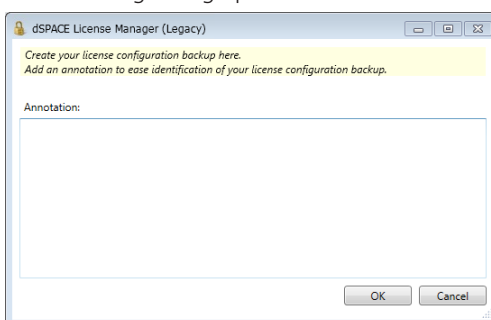 dSPACE License Manager (Legacy)
Create your license configuration backup here.
Add an annotation to ease identification of your license configuration backup.
Annotation:
OK Cancel